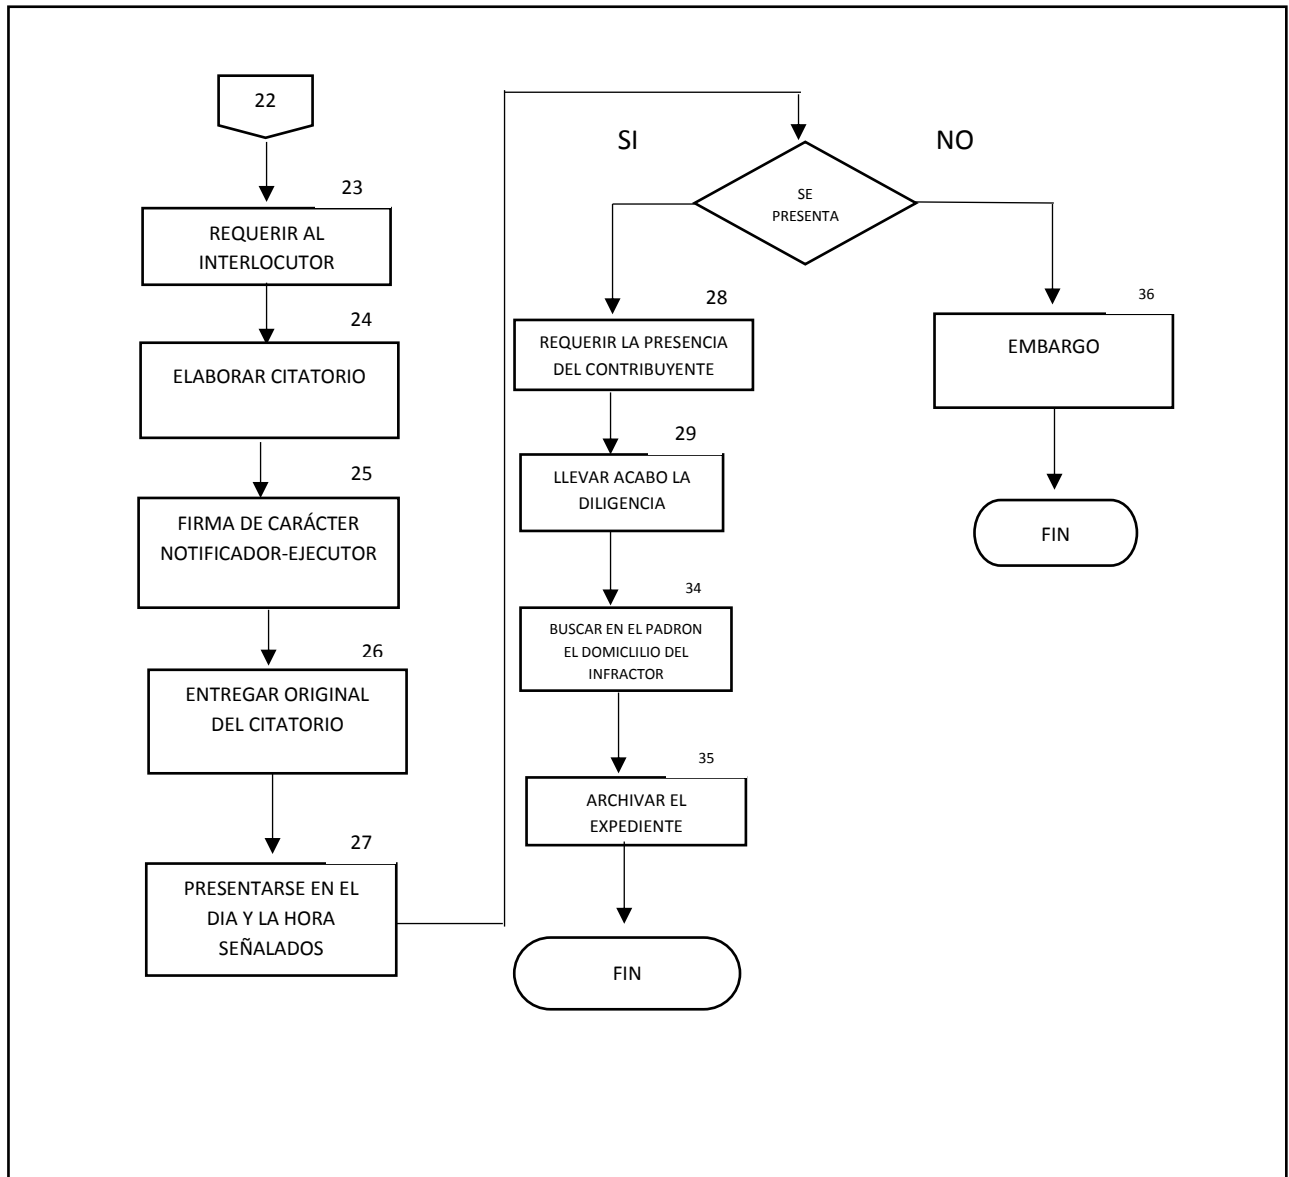 22
23
REQUERIR AL
INTERLOCUTOR
24
ELABORAR CITATORIO
25
FIRMA DE CARÁCTER
NOTIFICADOR-EJECUTOR
26
ENTREGAR ORIGINAL
DEL CITATORIO
27
PRESENTARSE EN EL
DIA Y LA HORA
SEÑALADOS
SI
NO
SE
PRESENTA
28
REQUERIR LA PRESENCIA
DEL CONTRIBUYENTE
29
LLEVAR ACABO LA
DILIGENCIA
34
BUSCAR EN EL PADRON
EL DOMICLILIO DEL
INFRACTOR
35
ARCHIVAR EL
EXPEDIENTE
FIN
36
EMBARGO
FIN